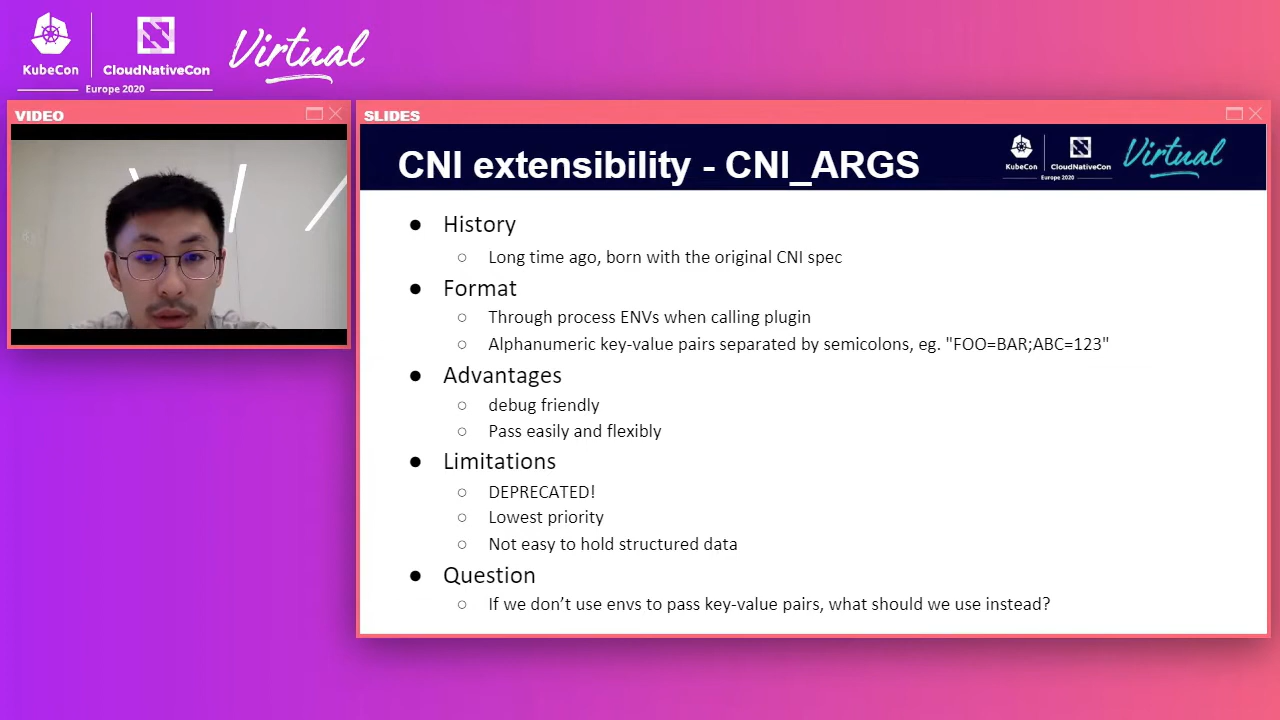 KubeCon
CloudNativeCon
Europe 2020
Virtual
VIDEO
SLIDES
CNI extensibility - CNI_ARGS
KubeCon
CloudNativeCon
Europe 2020
Virtual
● History
○ Long time ago, born with the original CNI spec
● Format
○ Through process ENVs when calling plugin
○ Alphanumeric key-value pairs separated by semicolons, eg. "FOO=BAR;ABC=123"
● Advantages
○ debug friendly
○ Pass easily and flexibly
● Limitations
○ DEPRECATED!
○ Lowest priority
○ Not easy to hold structured data
● Question
○ If we don’t use envs to pass key-value pairs, what should we use instead?